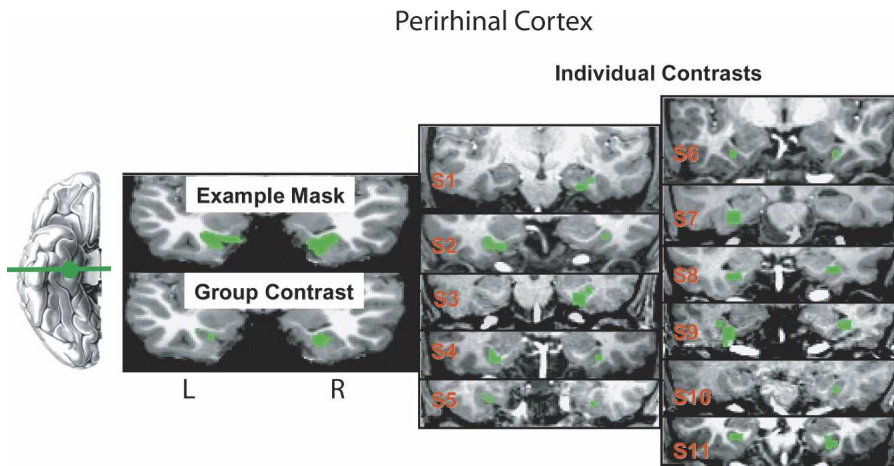 Perirhinal Cortex
Individual Contrasts
Example Mask
Group Contrast
L R
S1
S2
S3
S4
S5
S6
S7
S8
S9
S10
S11